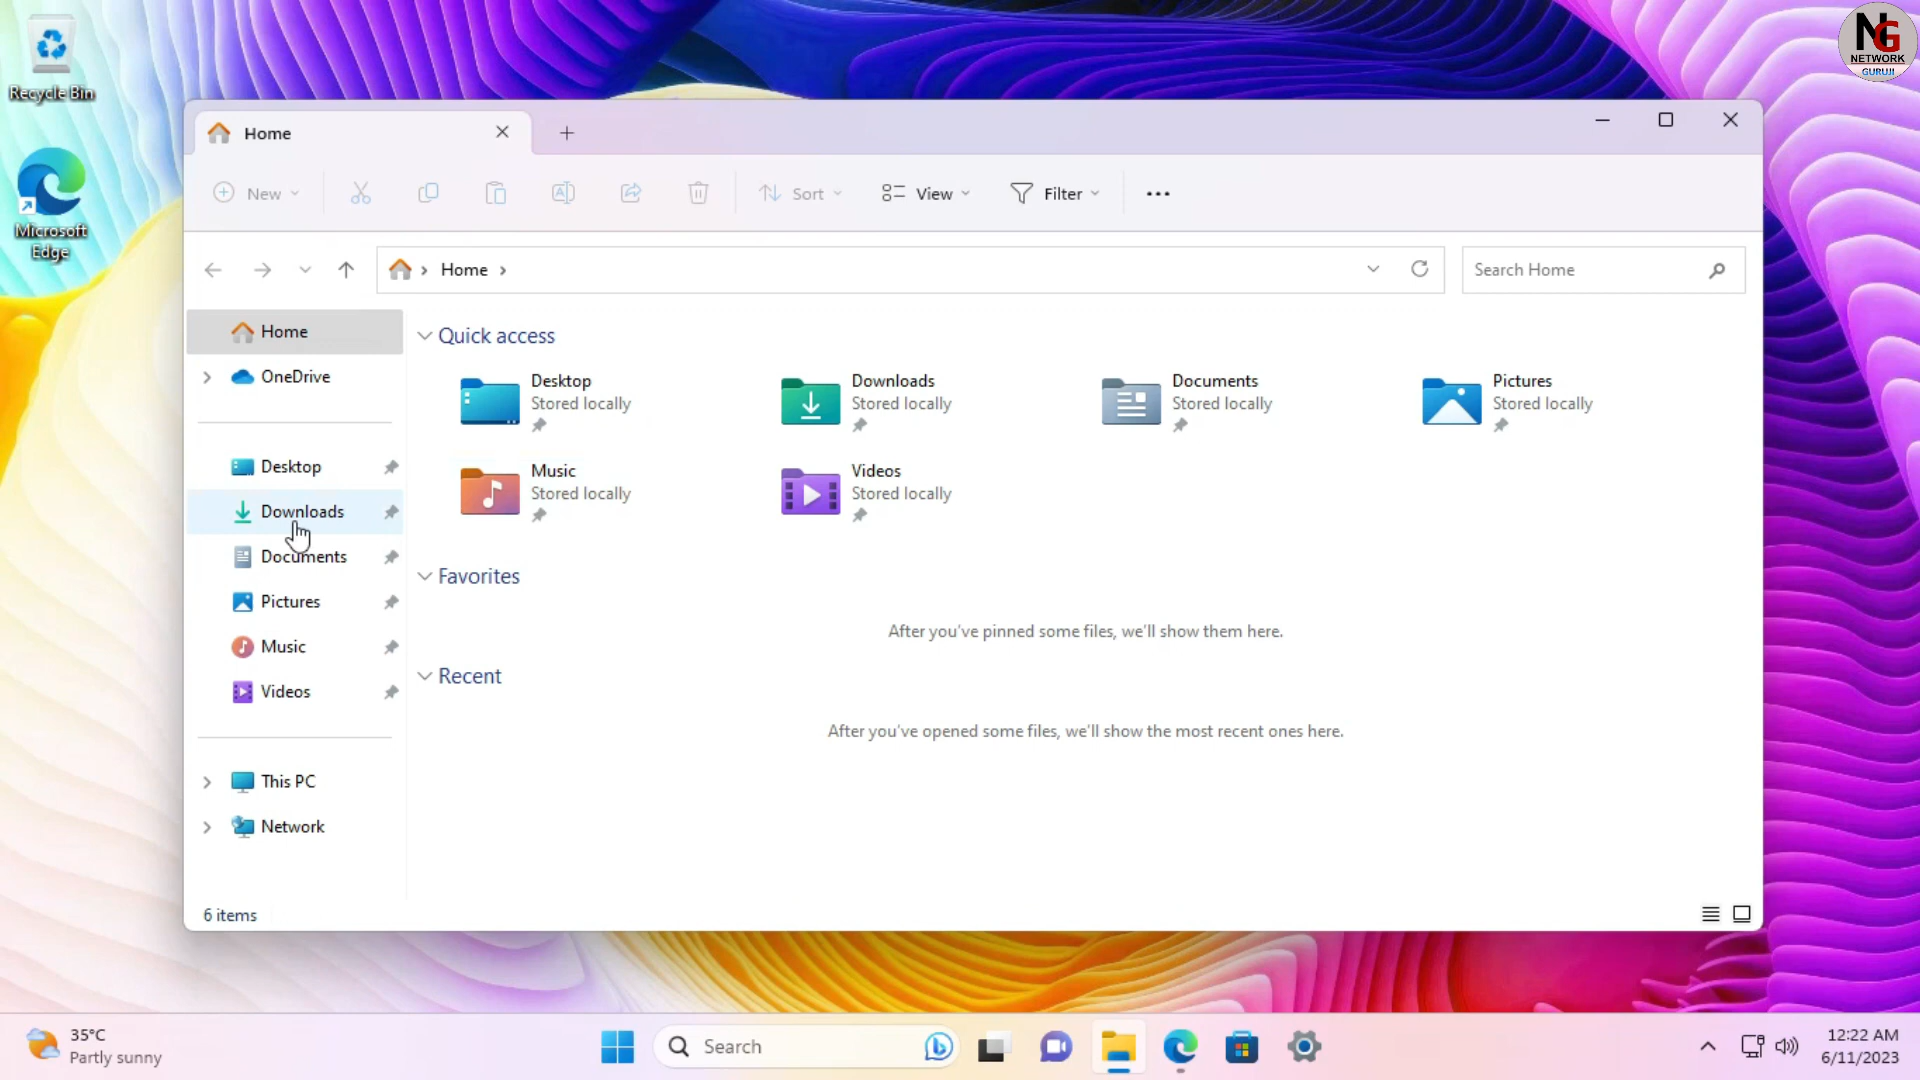 Recycle Bin
Microsoft
Edge
NG
NETWORK
GURUJI
Home
New
Sort
View
Filter
Home
Search Home
Home
OneDrive
Desktop
Downloads
Documents
Pictures
Music
Videos
This PC
Network
Quick access
Desktop
Stored locally
Downloads
Stored locally
Documents
Stored locally
Pictures
Stored locally
Music
Stored locally
Videos
Stored locally
Favorites
After you've pinned some files, we'll show them here.
Recent
After you've opened some files, we'll show the most recent ones here.
6 items
35°C
Partly sunny
Search
12:22 AM
6/11/2023